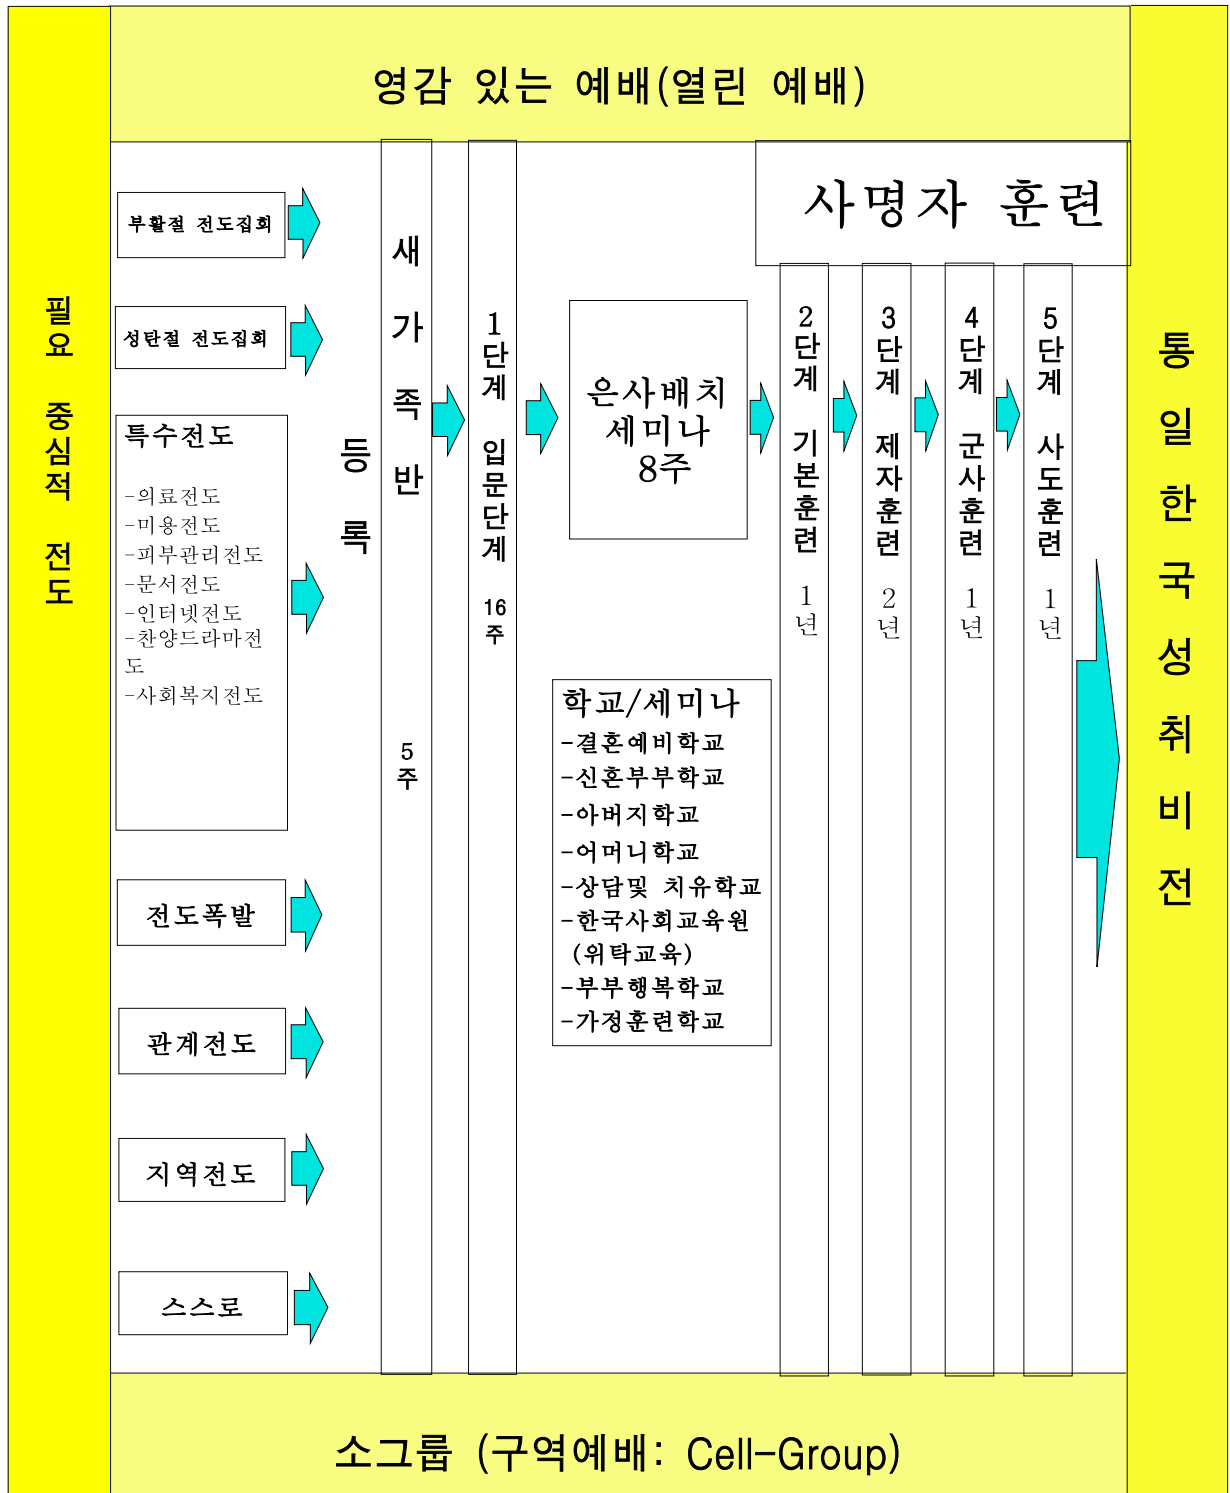 영감 있는 예배(열린 예배)
필요 중심적 전도
부활절 전도집회
성탄절 전도집회
특수전도
-의료전도
-미용전도
-피부관리전도
-문서전도
-인터넷전도
-찬양드라마전
도
-사회복지전도
전도폭발
관계전도
지역전도
스스로
등록
새가족반 5주
1단계 입문단계 16주
은사배치
세미나
8주
학교/세미나
-결혼예비학교
-신혼부부학교
-아버지학교
-어머니학교
-상담및 치유학교
-한국사회교육원
(위탁교육)
-부부행복학교
-가정훈련학교
사명자 훈련
2단계 기본훈련 1년
3단계 제자훈련 2년
4단계 군사훈련 1년
5단계 사도훈련 1년
통일한국성취비전
소그룹 (구역예배: Cell-Group)